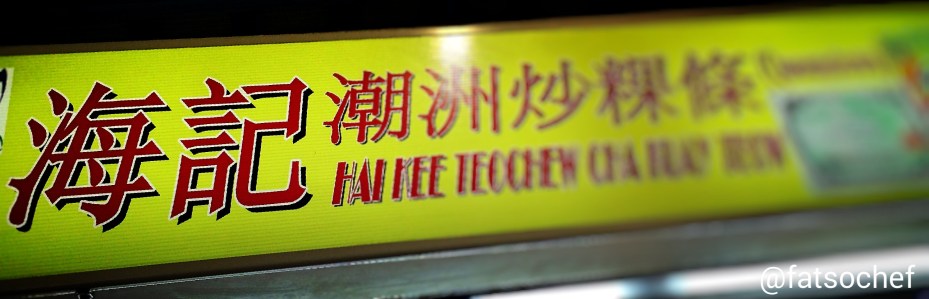 海記 潮洲炒粿條
HAI KEE TEOCHEW CHA KUAY TEOW
@fatsochef